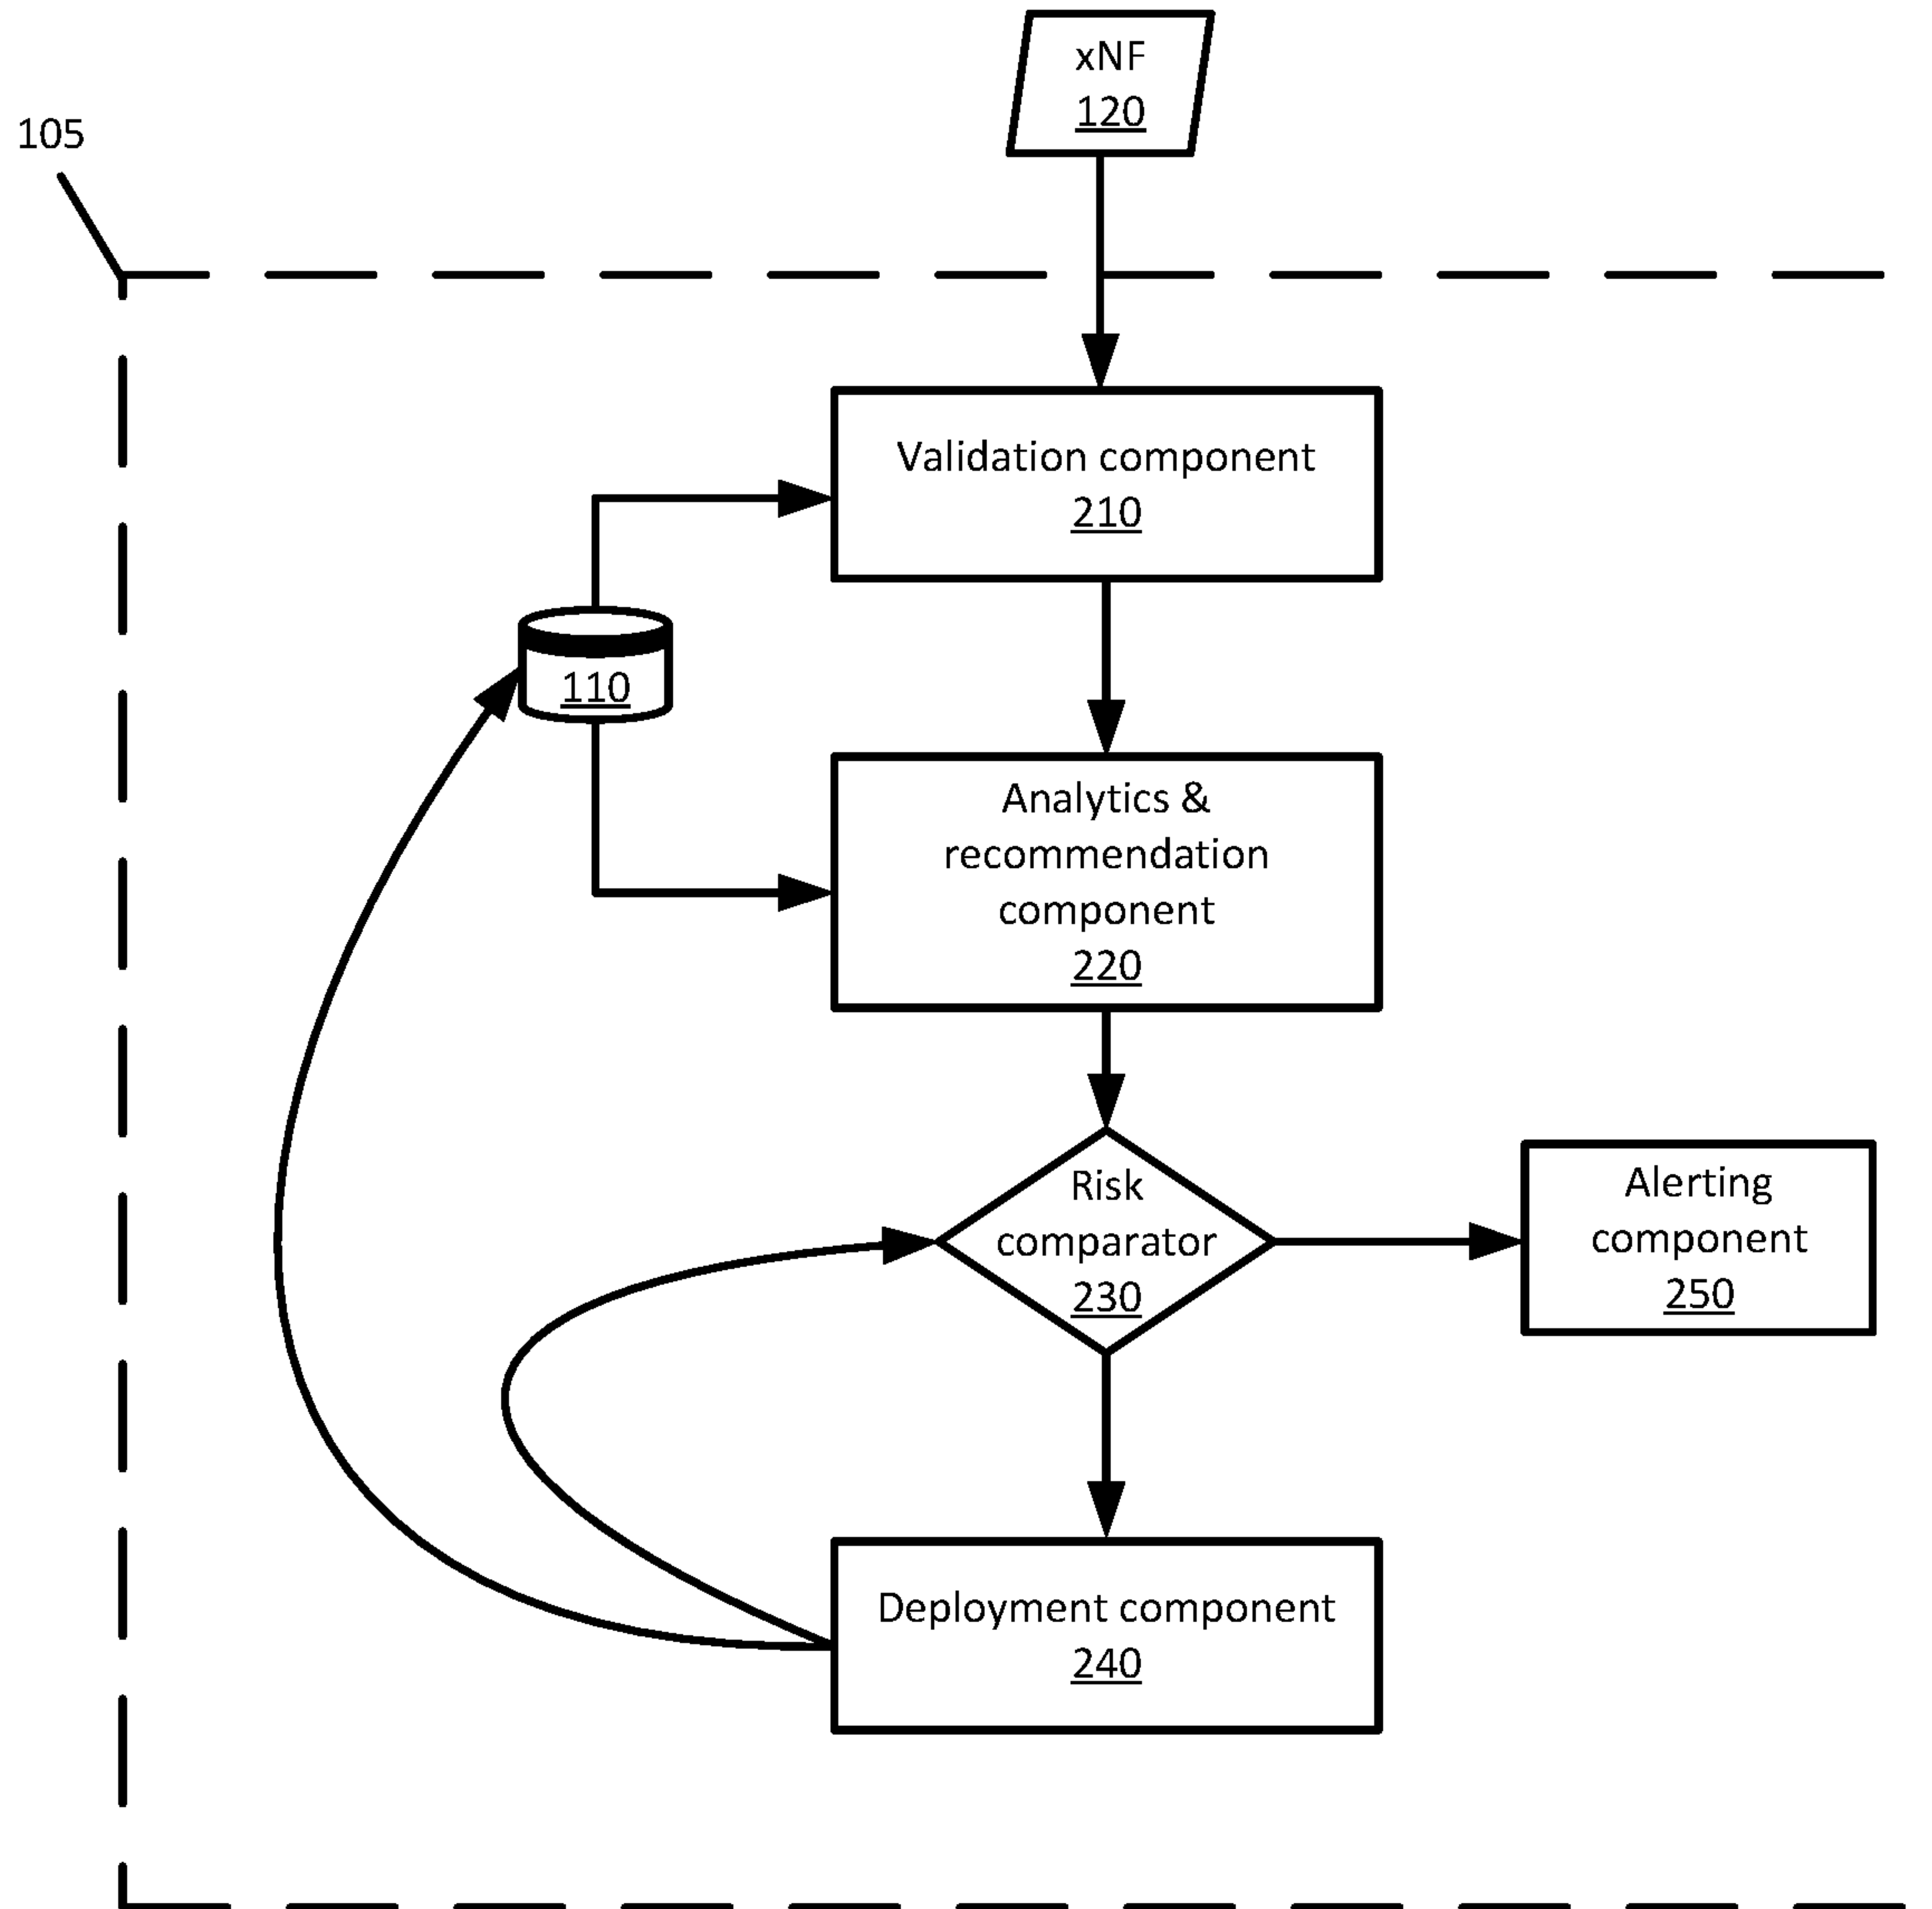 xNF
120
105
Validation component
210
110
Analytics &
recommendation
component
220
Risk
comparator
230
Alerting
component
250
Deployment component
240